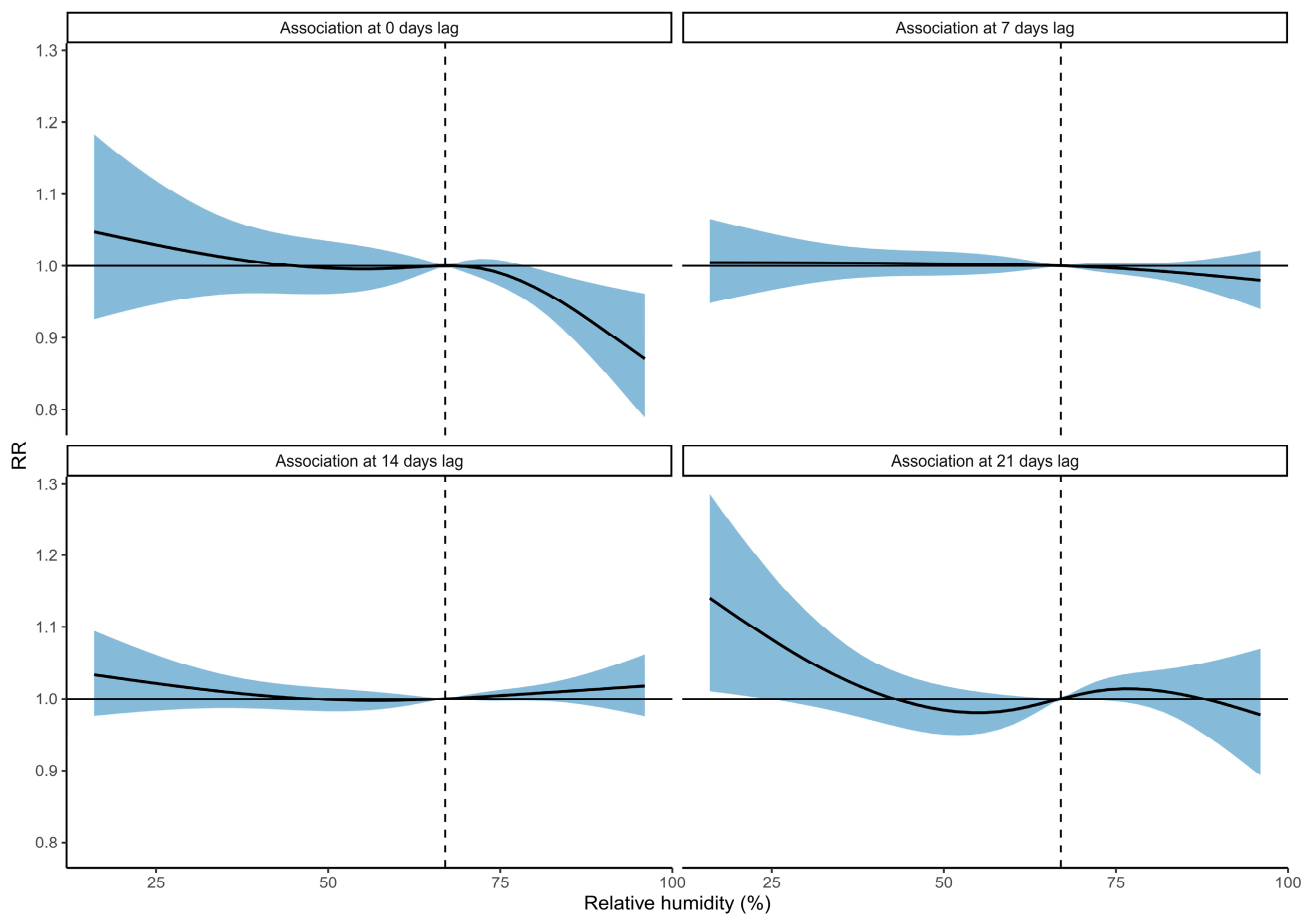 Association at 0 days lag
Association at 7 days lag
1.3
1.2
1.1
1.0
0.9
0.8
RR
Association at 14 days lag
Association at 21 days lag
1.3
1.2
1.1
1.0
0.9
0.8
25 50 75 100 25 50 75 100
Relative humidity (%)